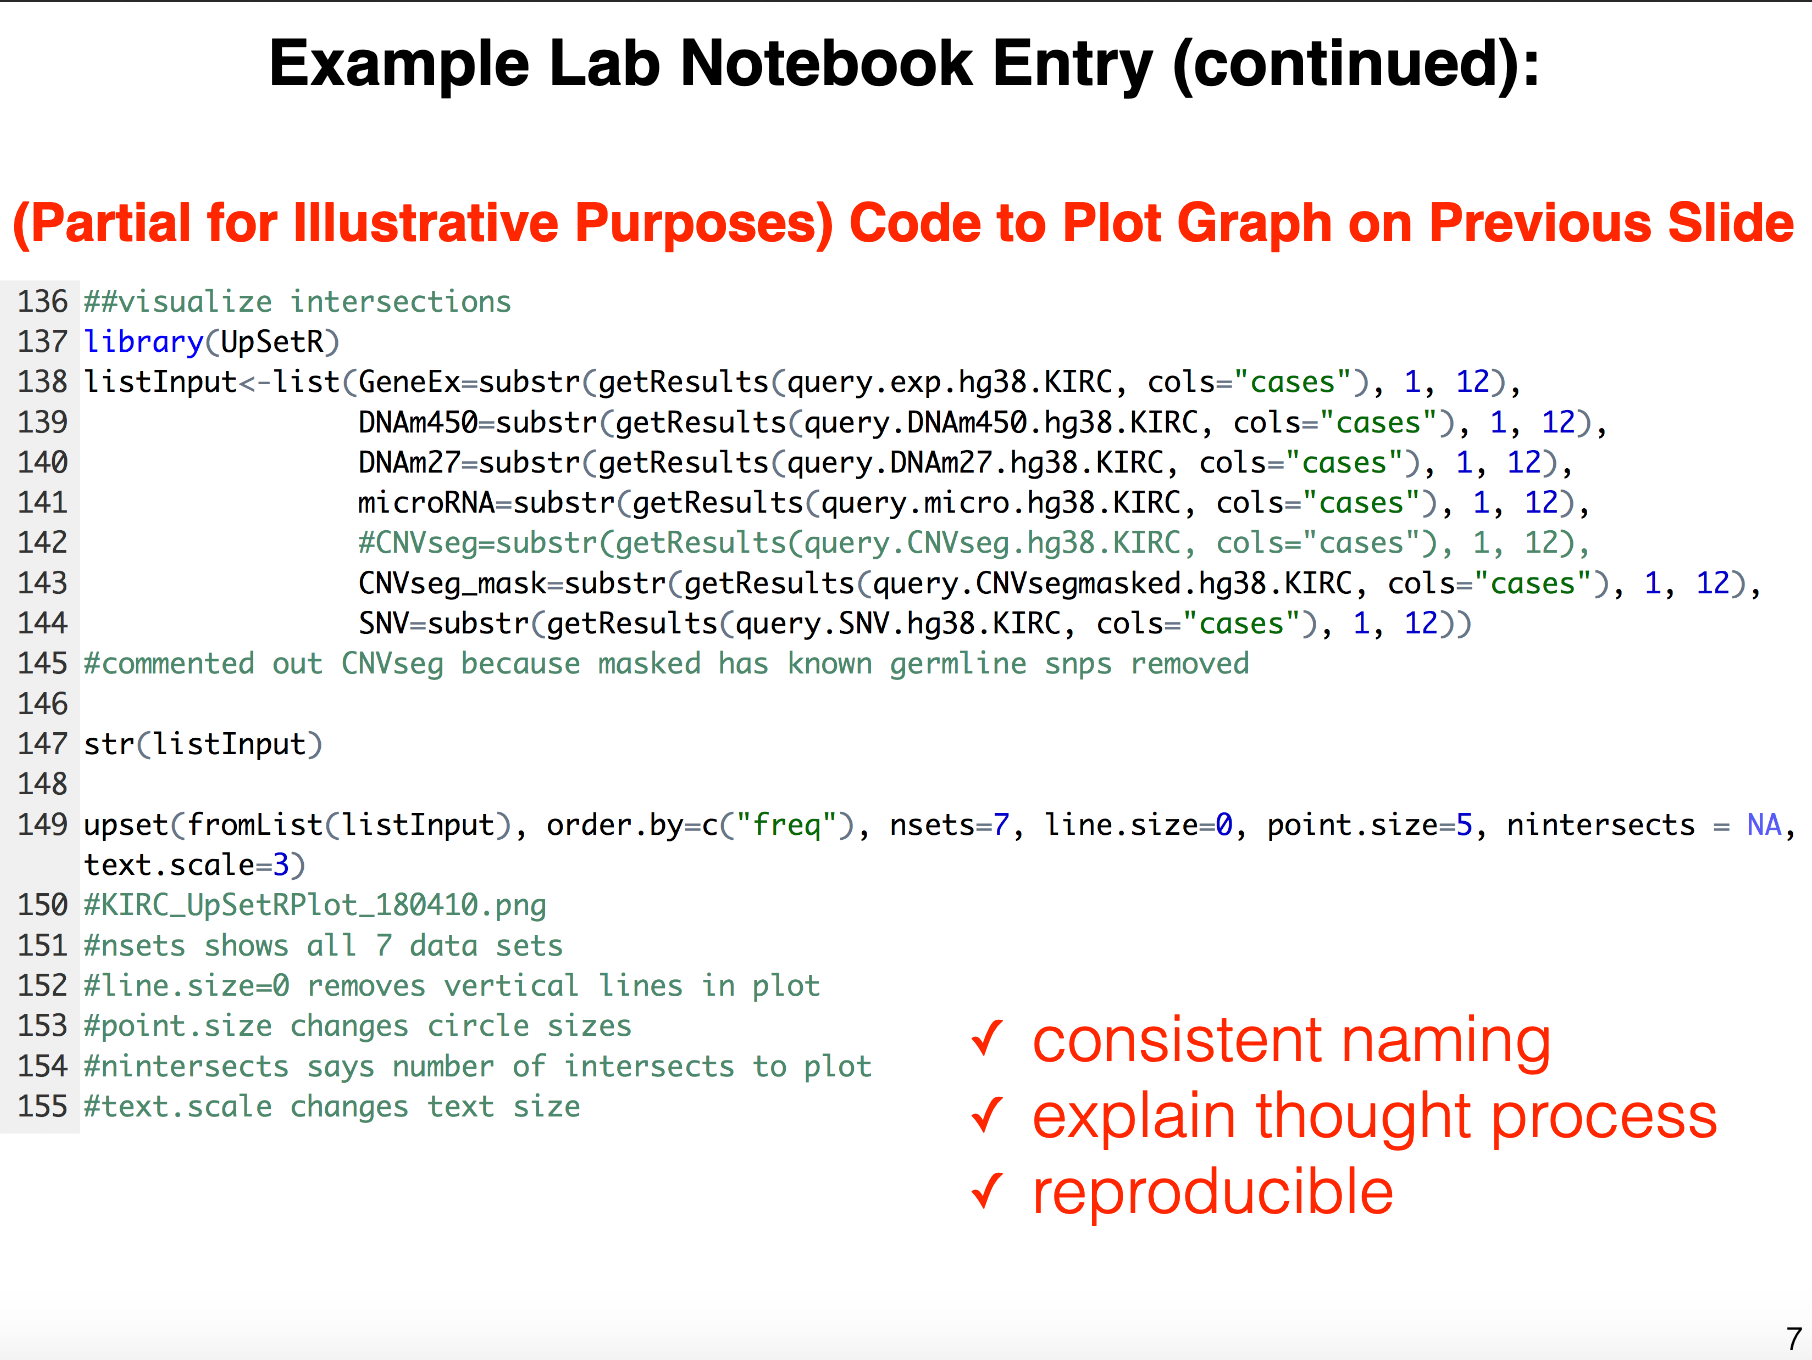 Example Lab Notebook Entry (continued):
(Partial for Illustrative Purposes) Code to Plot Graph on Previous Slide
136 ##visualize intersections
137 library(UpSetR)
138 listInput<-list(GeneEx=substr(getResults(query.exp.hg38.KIRC, cols="cases"), 1, 12),
139                 DNAm450=substr(getResults(query.DNAm450.hg38.KIRC, cols="cases"), 1, 12),
140                 DNAm27=substr(getResults(query.DNAm27.hg38.KIRC, cols="cases"), 1, 12),
141                 microRNA=substr(getResults(query.micro.hg38.KIRC, cols="cases"), 1, 12),
142                 #CNVseg=substr(getResults(query.CNVseg.hg38.KIRC, cols="cases"), 1, 12),
143                 CNVseg_mask=substr(getResults(query.CNVsegmasked.hg38.KIRC, cols="cases"), 1, 12),
144                 SNV=substr(getResults(query.SNV.hg38.KIRC, cols="cases"), 1, 12))
145 #commented out CNVseg because masked has known germline snps removed
146
147 str(listInput)
148
149 upset(fromList(listInput), order.by=c("freq"), nsets=7, line.size=0, point.size=5, nintersects = NA,
text.scale=3)
150 #KIRC_UpSetRPlot_180410.png
151 #nsets shows all 7 data sets
152 #line.size=0 removes vertical lines in plot
153 #point.size changes circle sizes
154 #nintersects says number of intersects to plot
155 #text.scale changes text size
✓ consistent naming
✓ explain thought process
✓ reproducible
7